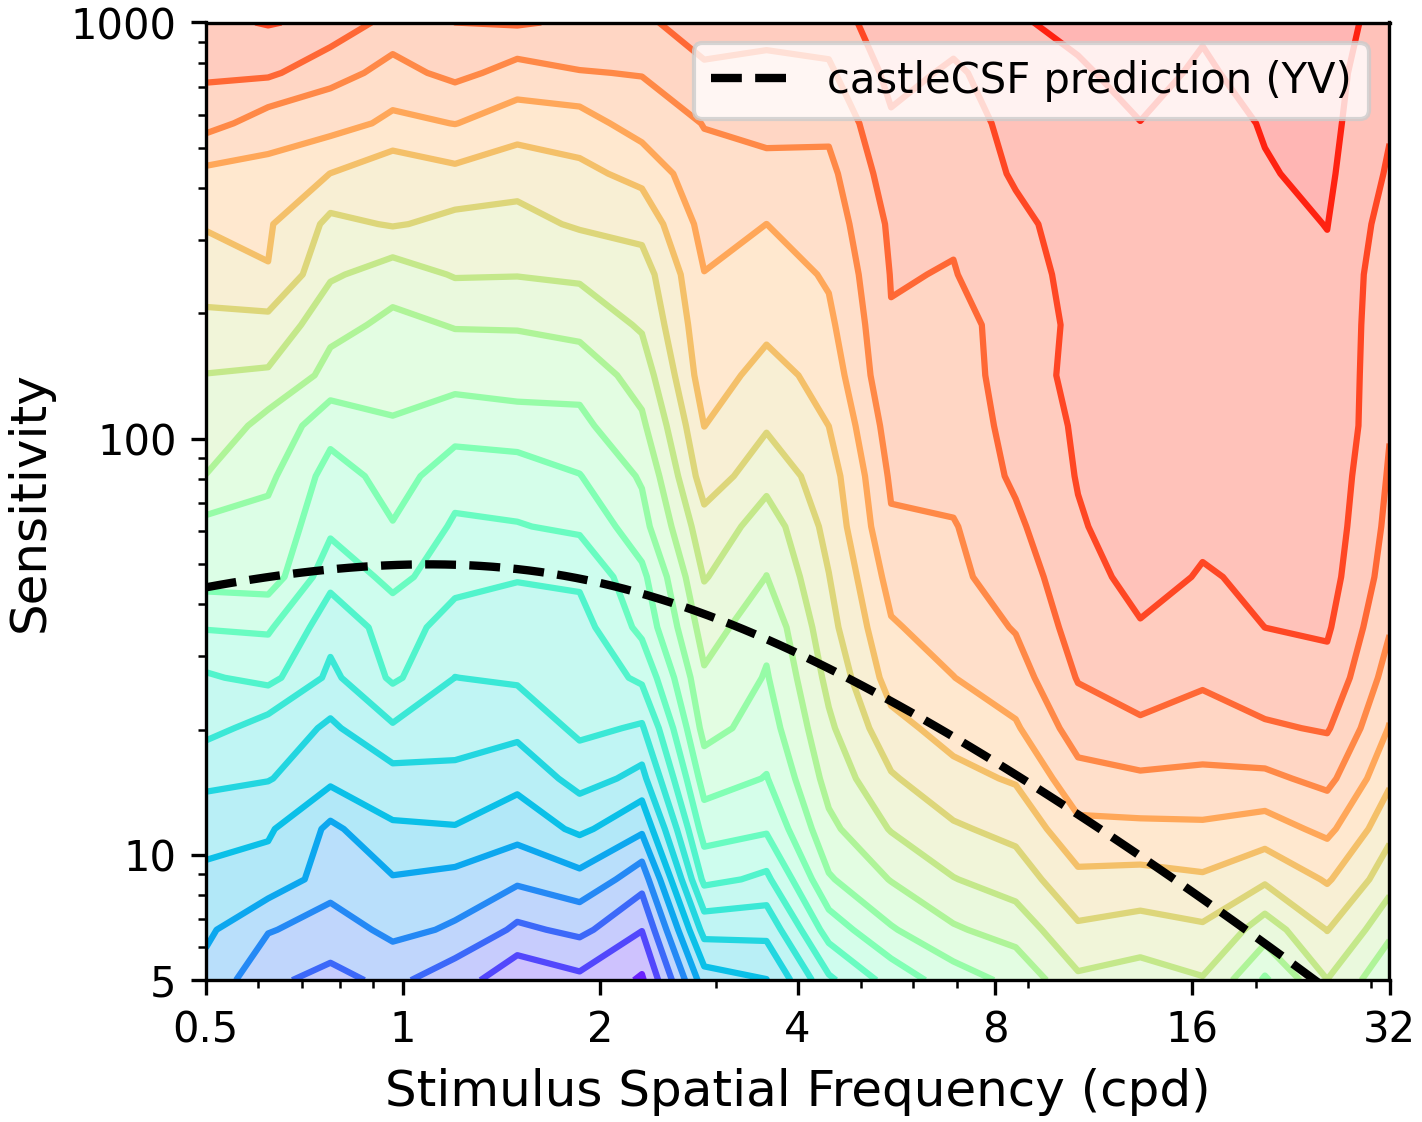 castleCSF prediction (YV)
Sensitivity
1000
100
10
5
0.5 1 2 4 8 16 32
Stimulus Spatial Frequency (cpd)